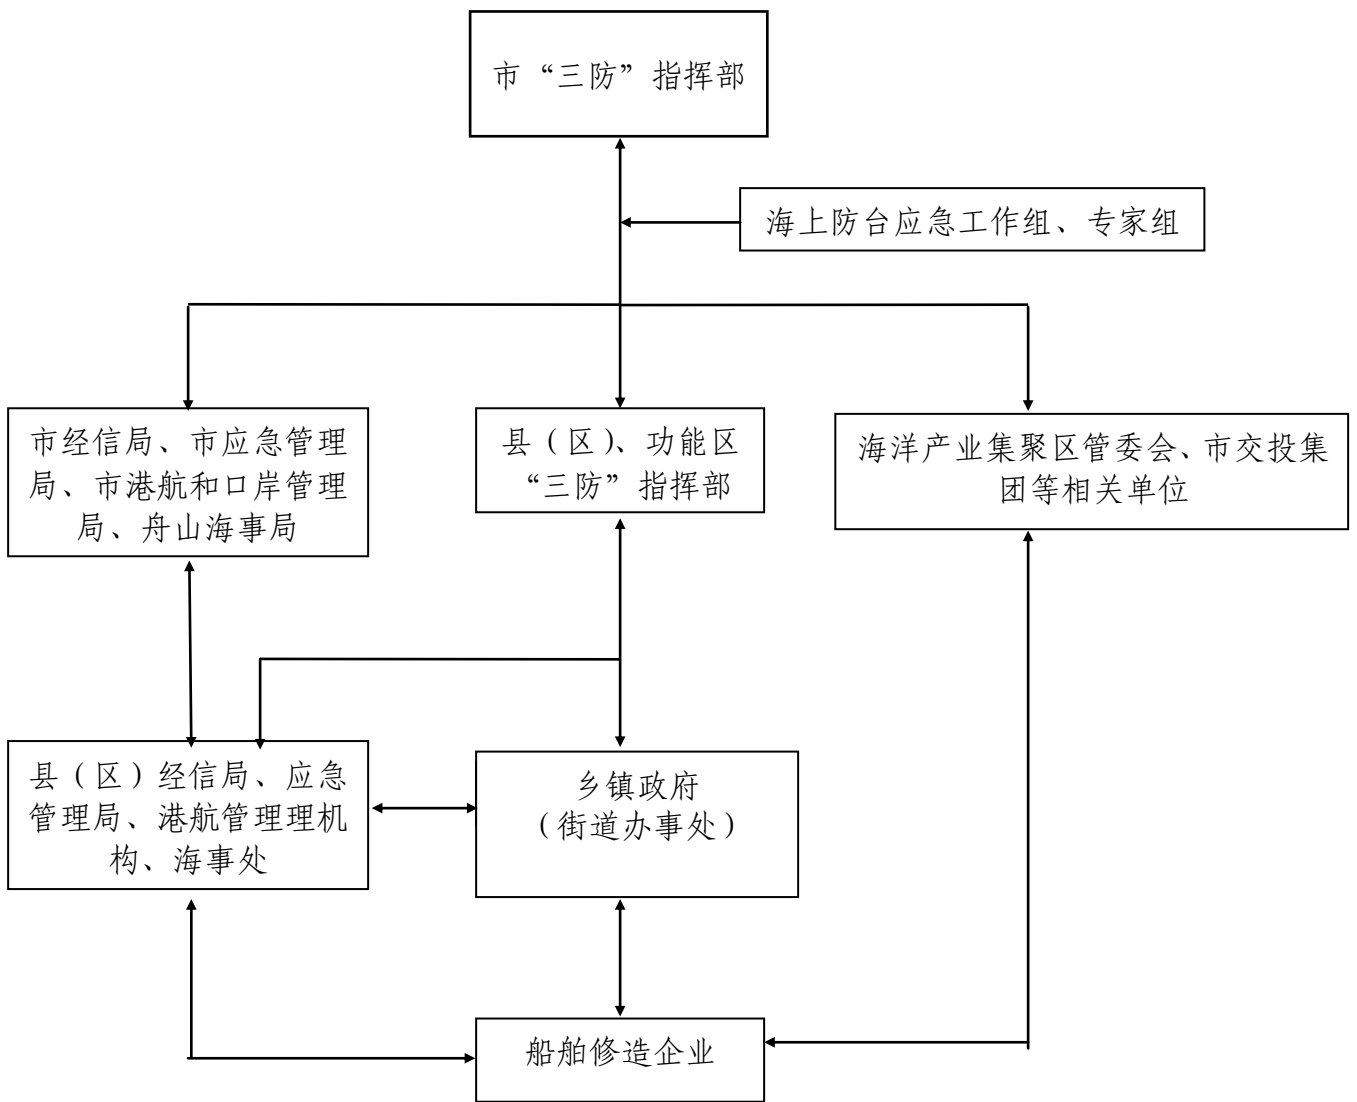 市“三防”指挥部
海上防台应急工作组、专家组
市经信局、市应急管理
局、市港航和口岸管理
局、舟山海事局
县（区）、功能区
“三防”指挥部
海洋产业集聚区管委会、市交投集
团等相关单位
县（区）经信局、应急
管理局、港航管理理机
构、海事处
乡镇政府
（街道办事处）
船舶修造企业